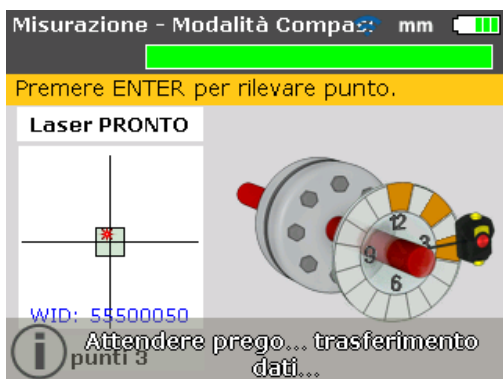 Misurazione - Modalità Compas
mm
Premere ENTER per rilevare punto.
Laser PRONTO
12
3
9
6
WID: 55500050
Attendere prego... trasferimento
dati...
punti 3